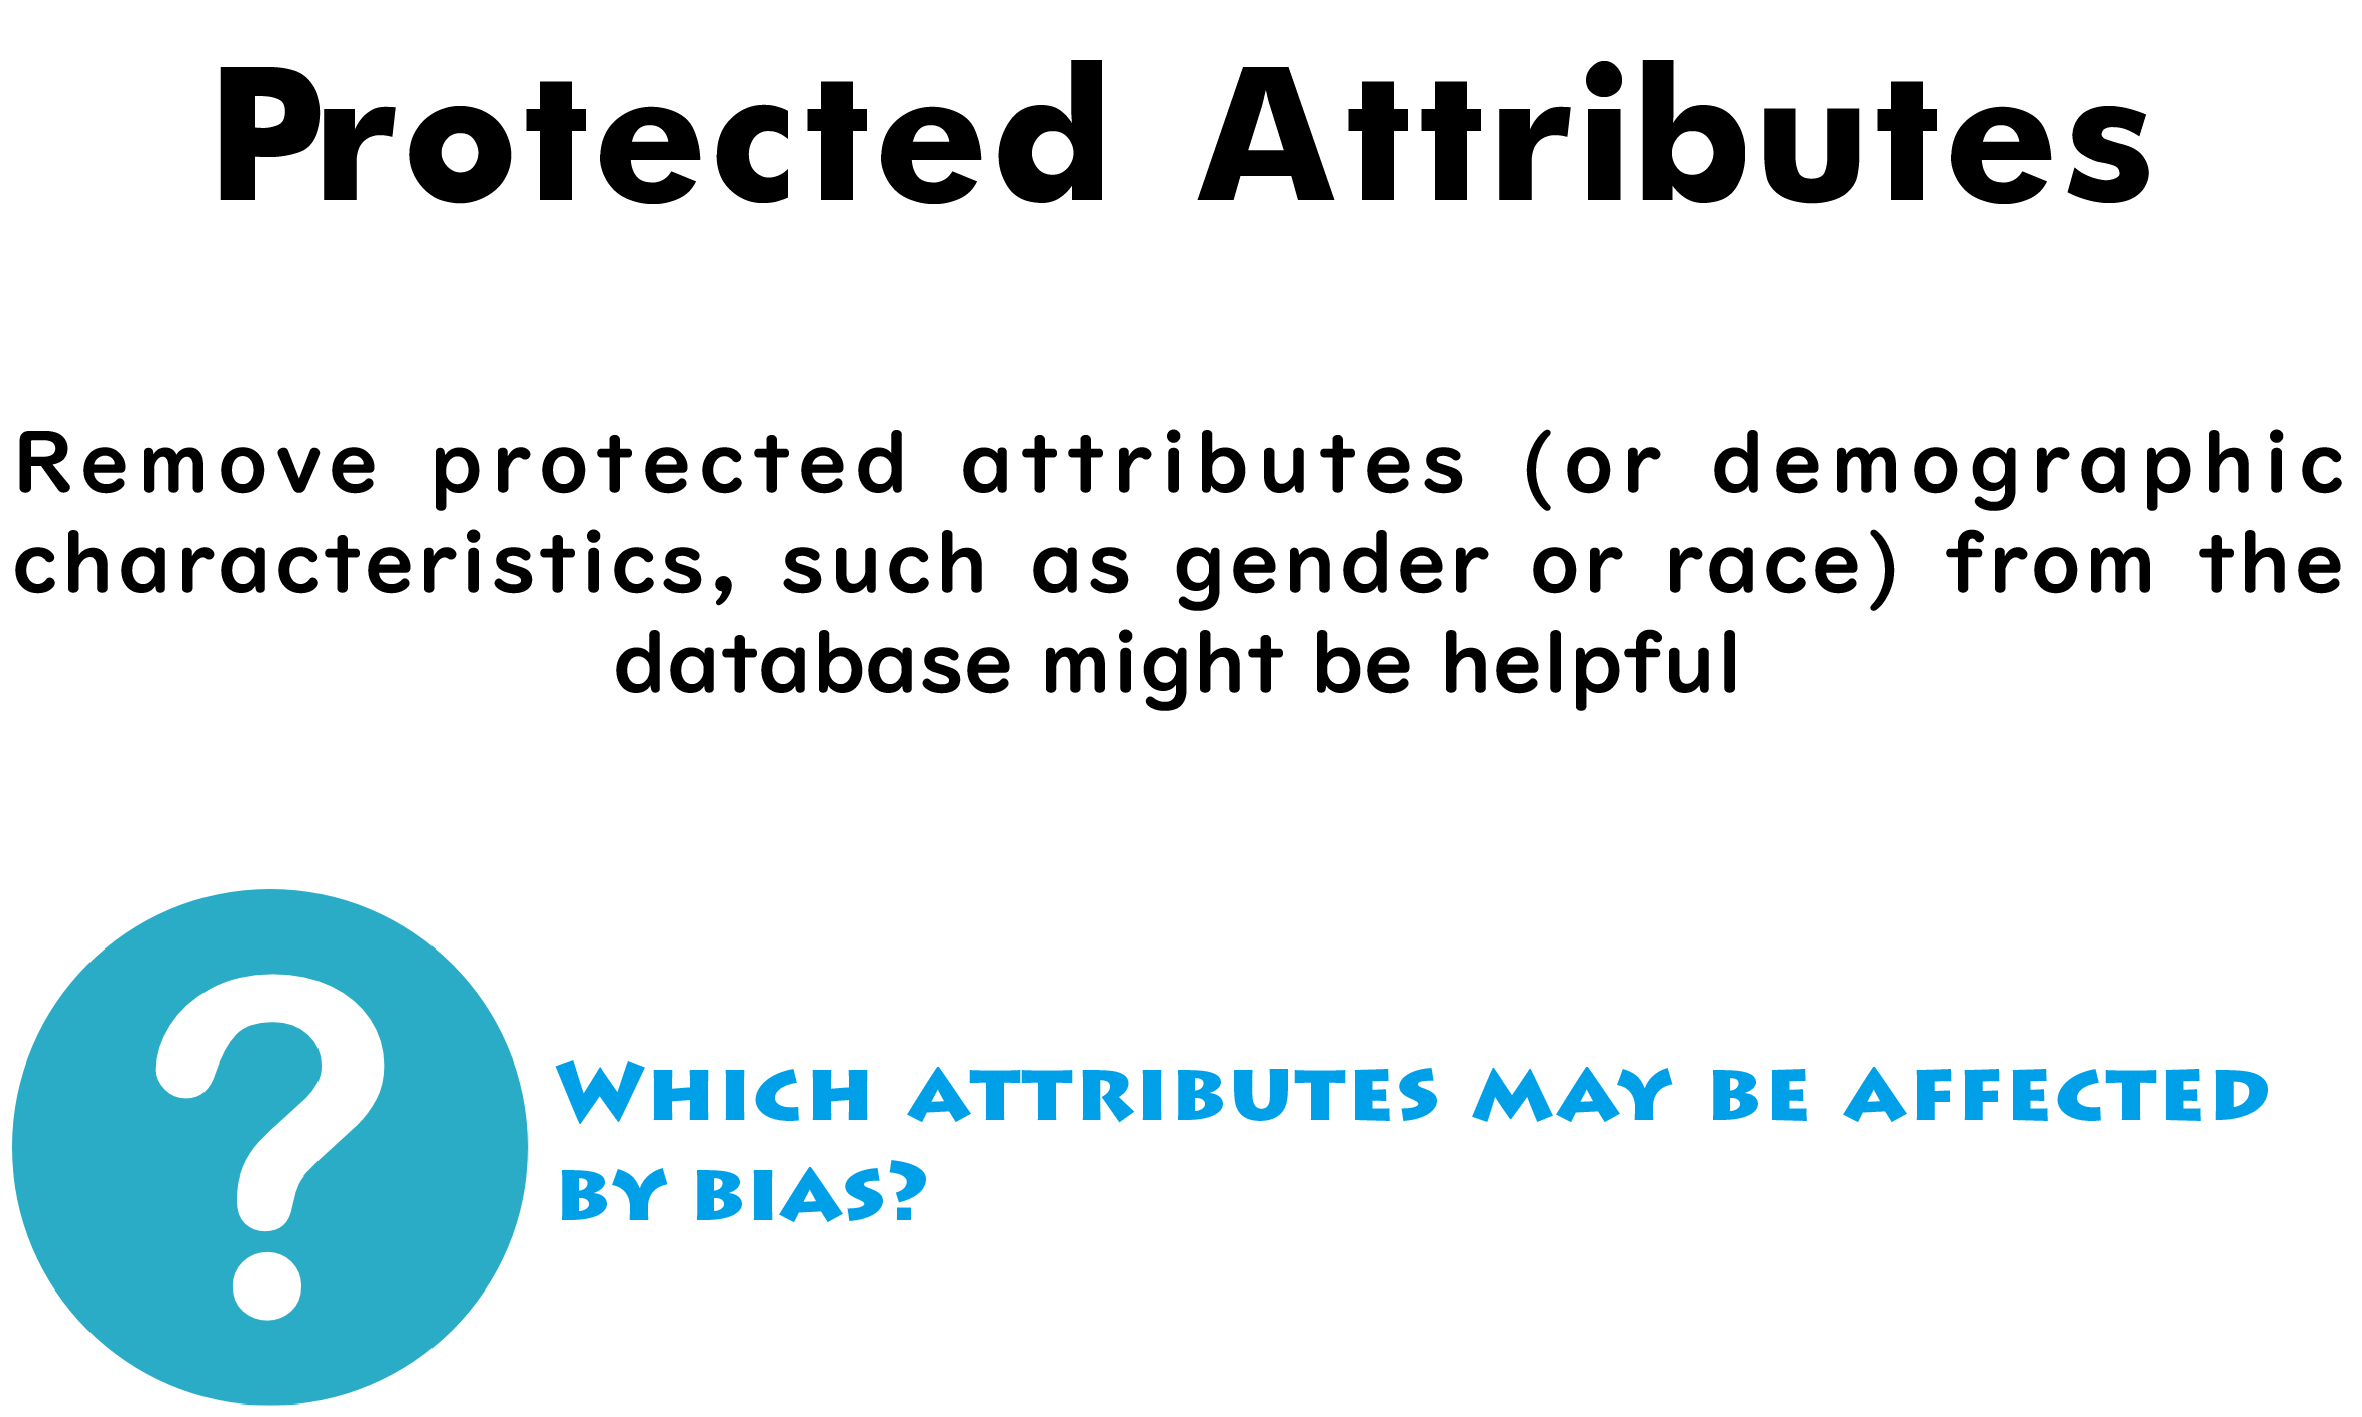 Protected Attributes
Remove protected attributes (or demographic
characteristics, such as gender or race) from the
database might be helpful
?
Which attributes may be affected
by bias?